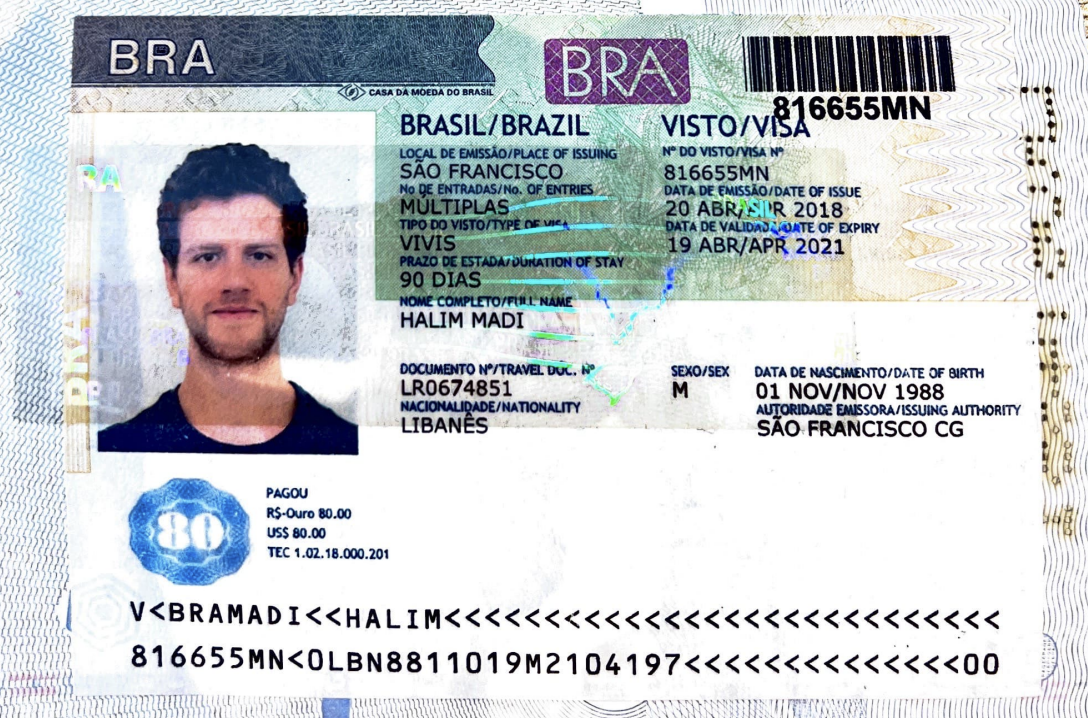 BRA
BRA
CASA DA MOEDA DO BRASIL
816655MN
BRASIL/BRAZIL
VISTO/VISA
LOCAL DE EMISSÃO/PLACE OF ISSUING
SÃO FRANCISCO
Nº DO VISTO/VISA Nº
816655MN
No DE ENTRADAS/No. OF ENTRIES
MÚLTIPLAS
DATA DE EMISSÃO/DATE OF ISSUE
20 ABR/APR 2018
TIPO DO VISTO/TYPE OF VISA
VIVIS
DATA DE VALIDADE/DATE OF EXPIRY
19 ABR/APR 2021
PRAZO DE ESTADA/DURATION OF STAY
90 DIAS
NOME COMPLETO/FULL NAME
HALIM MADI
DOCUMENTO Nº/TRAVEL DOC. Nº
LR0674851
SEXO/SEX
M
DATA DE NASCIMENTO/DATE OF BIRTH
01 NOV/NOV 1988
NACIONALIDADE/NATIONALITY
LIBANÊS
AUTORIDADE EMISSORA/ISSUING AUTHORITY
SÃO FRANCISCO CG
80
PAGOU
R$-Ouro 80.00
US$ 80.00
TEC 1.02.18.000.201
V<BRAMADI<<HALIM<<<<<<<<<<<<<<<<<<<<<<<<<<<<
816655MN<0LBN8811019M2104197<<<<<<<<<<<<<<00